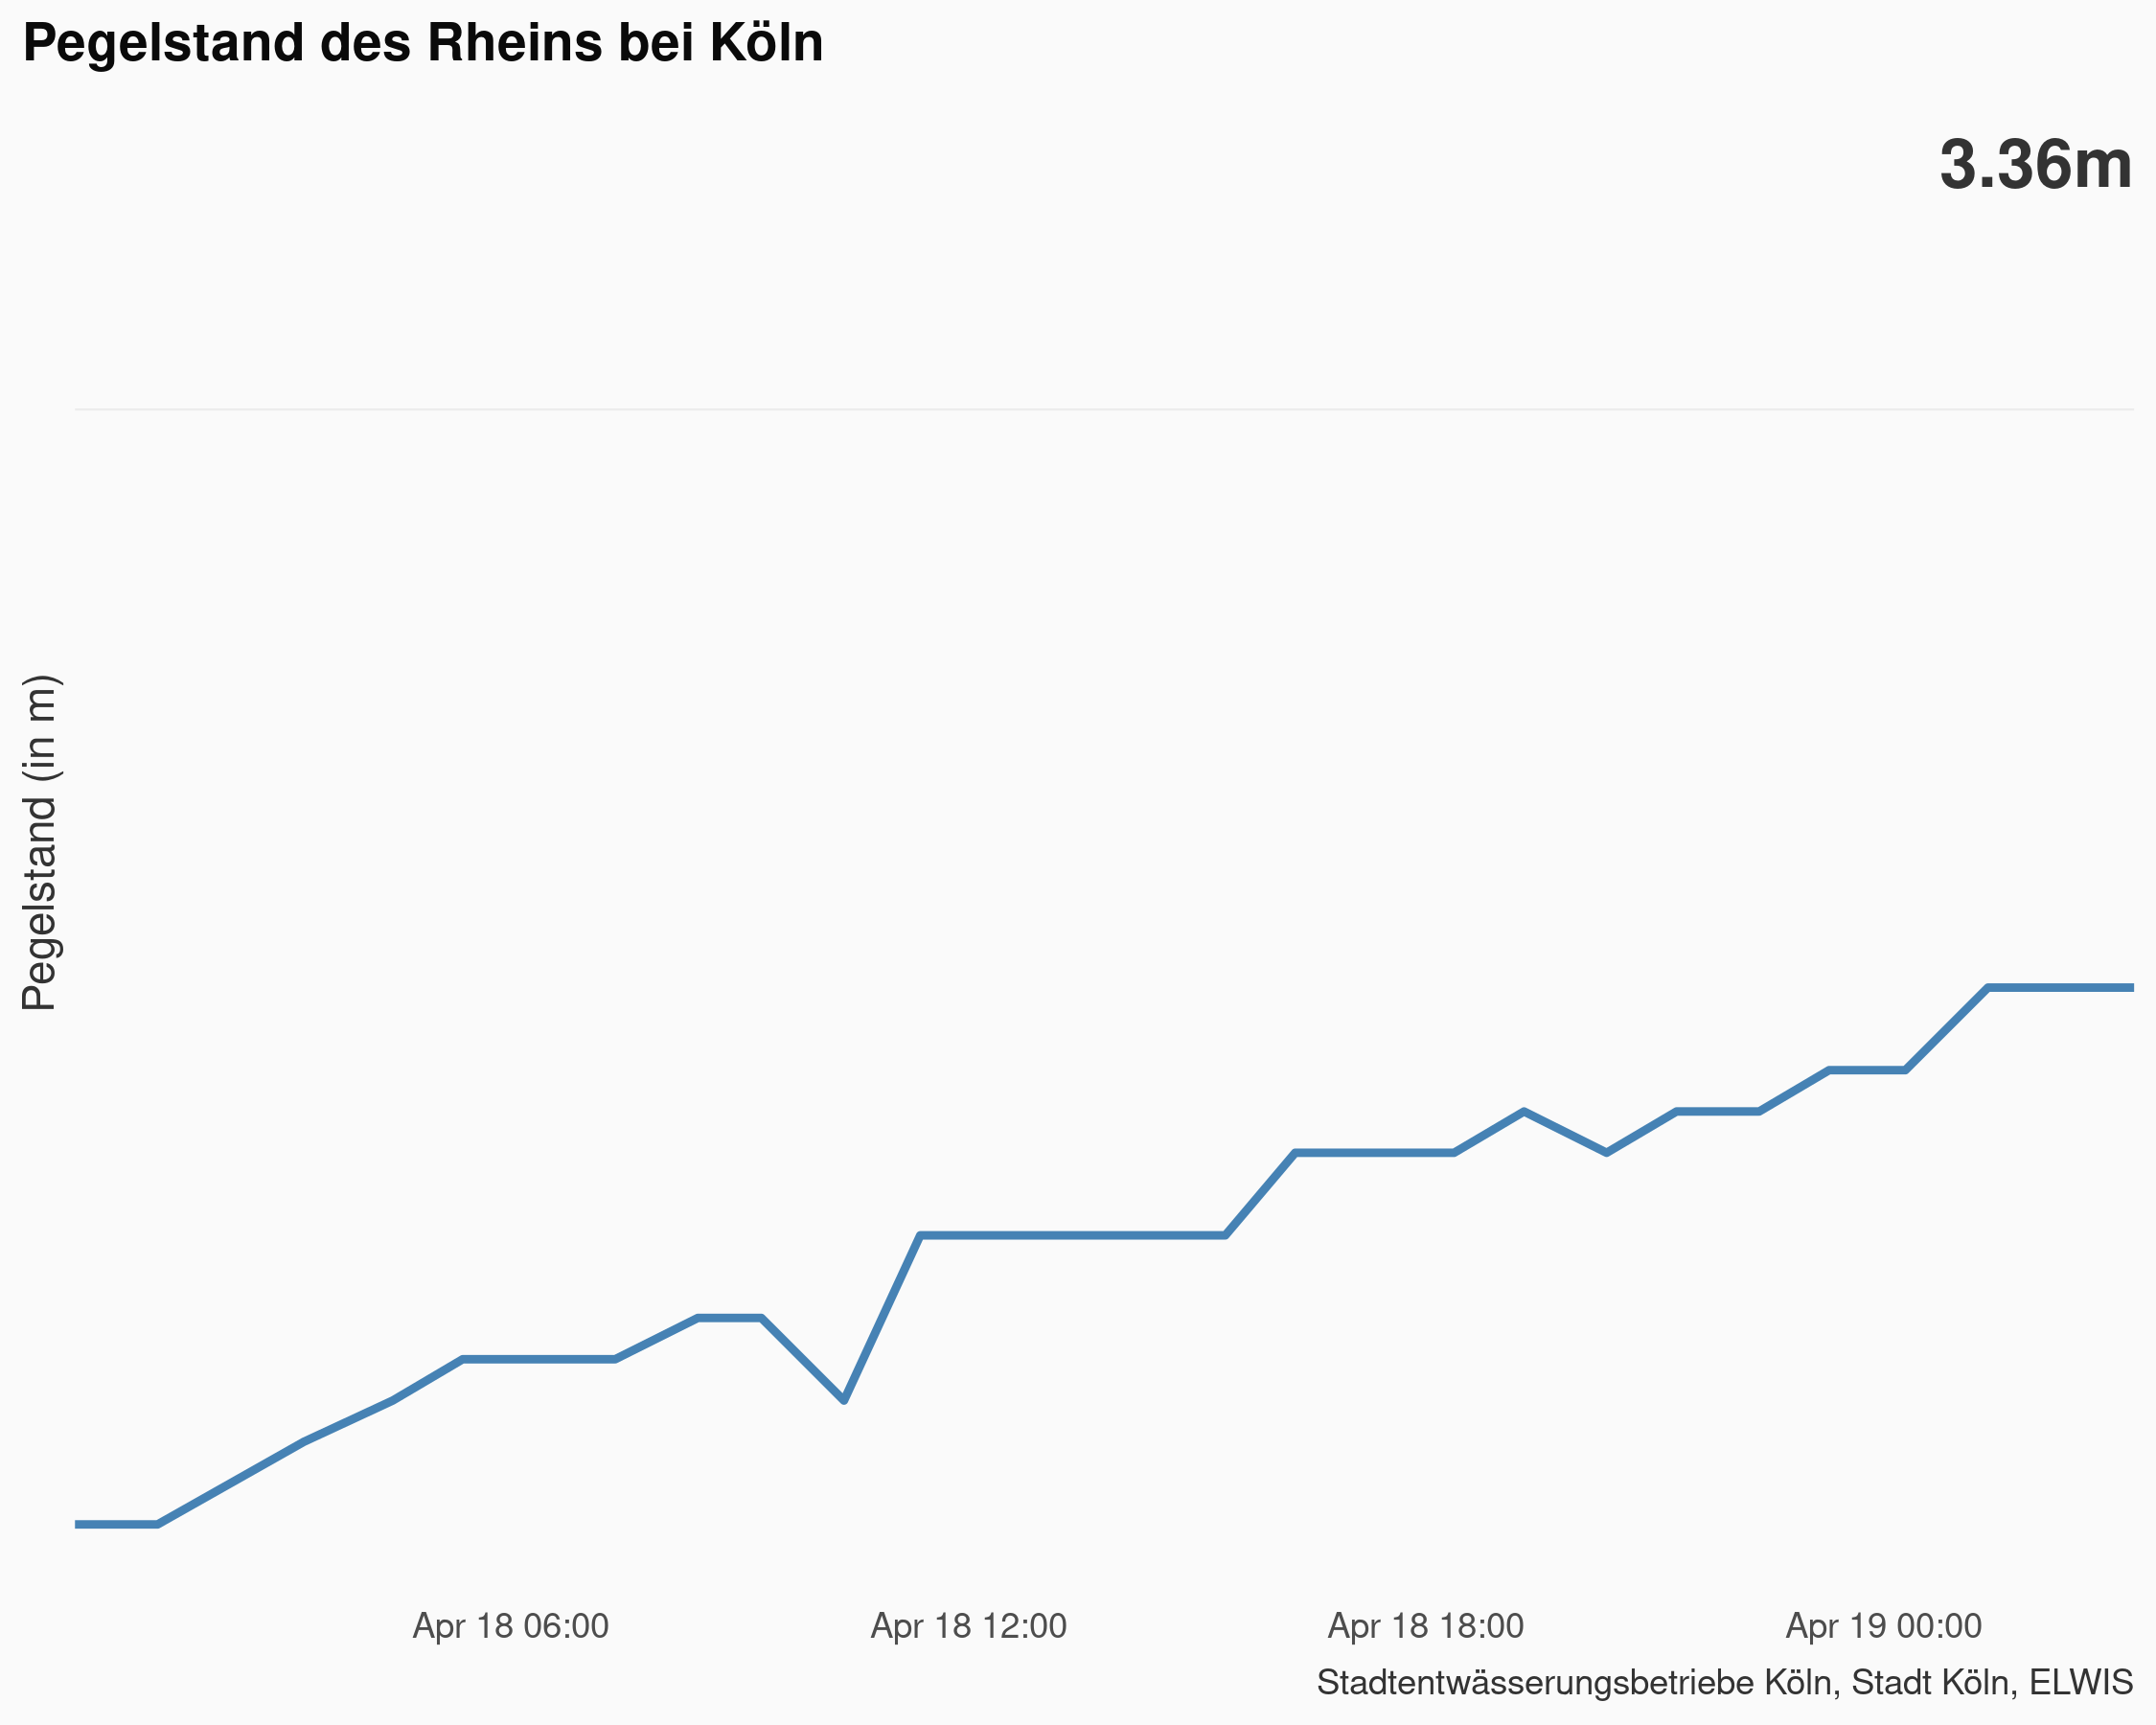 Pegelstand des Rheins bei Köln
3.36m
Pegelstand (in m)
Apr 18 06:00
Apr 18 12:00
Apr 18 18:00
Apr 19 00:00
Stadtentwässerungsbetriebe Köln, Stadt Köln, ELWIS